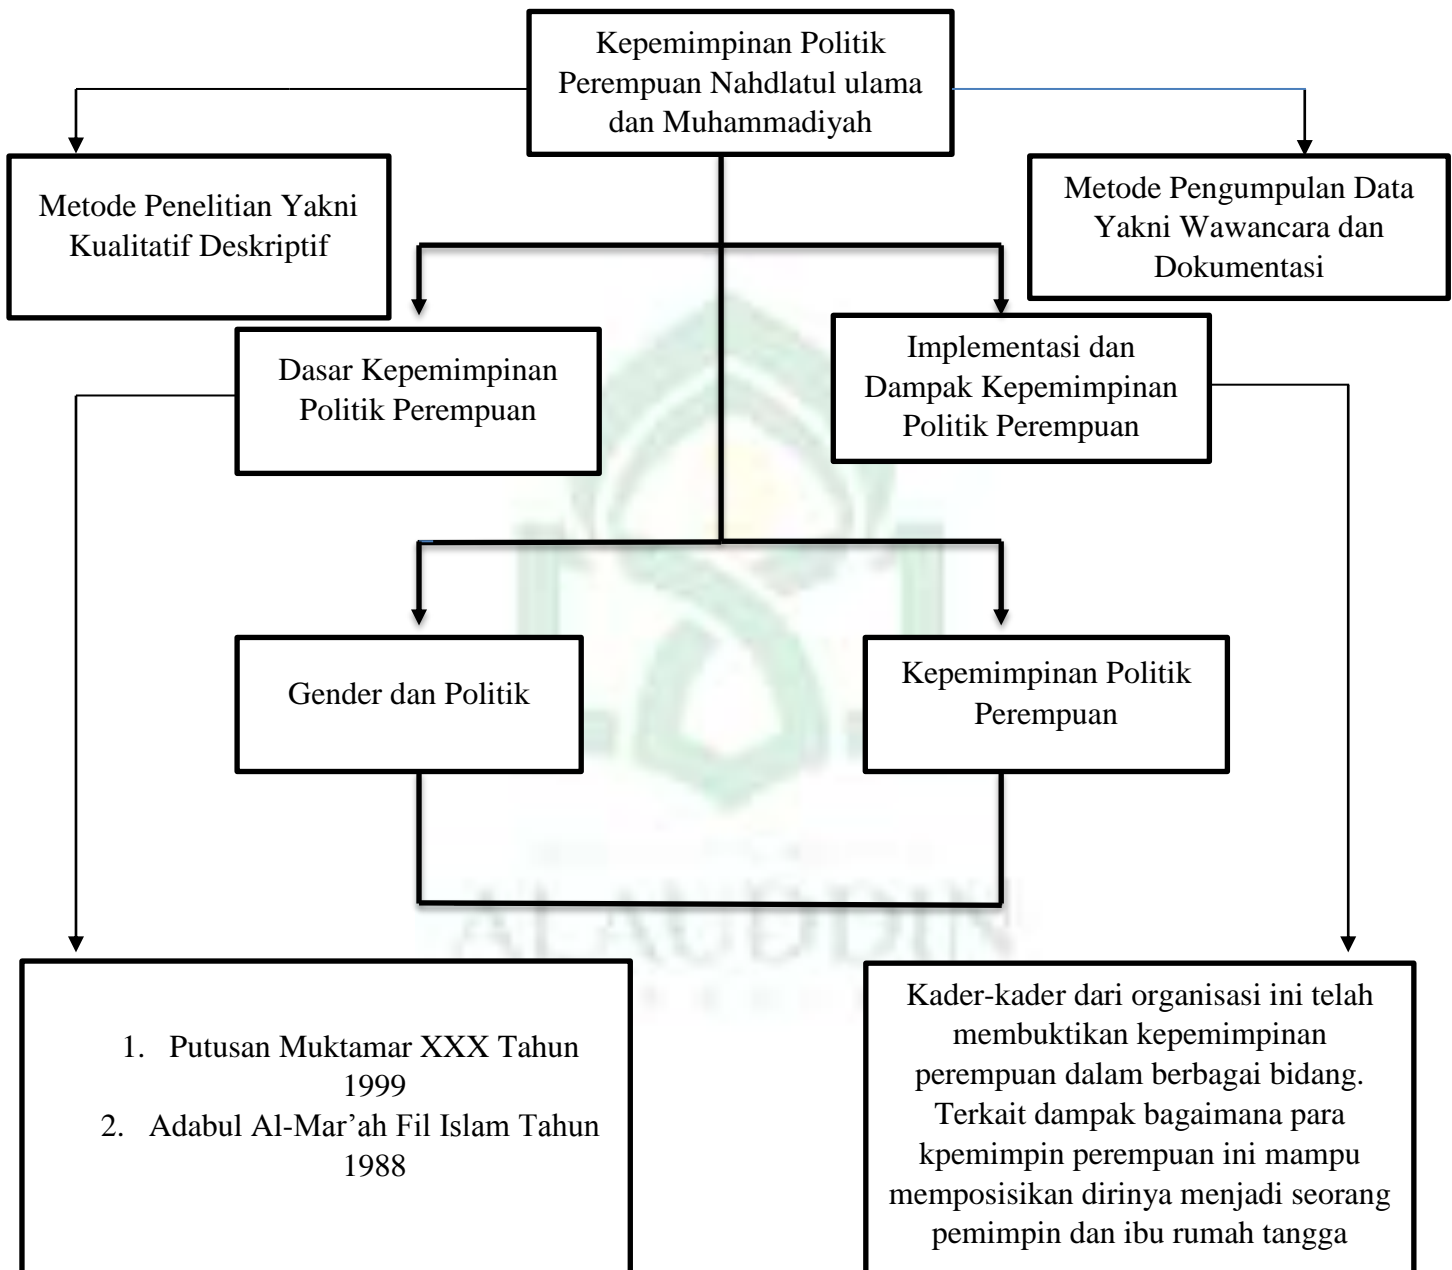 Kepemimpinan Politik
Perempuan Nahdlatul ulama
dan Muhammadiyah
Metode Penelitian Yakni
Kualitatif Deskriptif
Metode Pengumpulan Data
Yakni Wawancara dan
Dokumentasi
Dasar Kepemimpinan
Politik Perempuan
Implementasi dan
Dampak Kepemimpinan
Politik Perempuan
Gender dan Politik
Kepemimpinan Politik
Perempuan
ALAUDDIN
1. Putusan Muktamar XXX Tahun
1999
2. Adabul Al-Mar’ah Fil Islam Tahun
1988
Kader-kader dari organisasi ini telah
membuktikan kepemimpinan
perempuan dalam berbagai bidang.
Terkait dampak bagaimana para
kpemimpin perempuan ini mampu
memposisikan dirinya menjadi seorang
pemimpin dan ibu rumah tangga